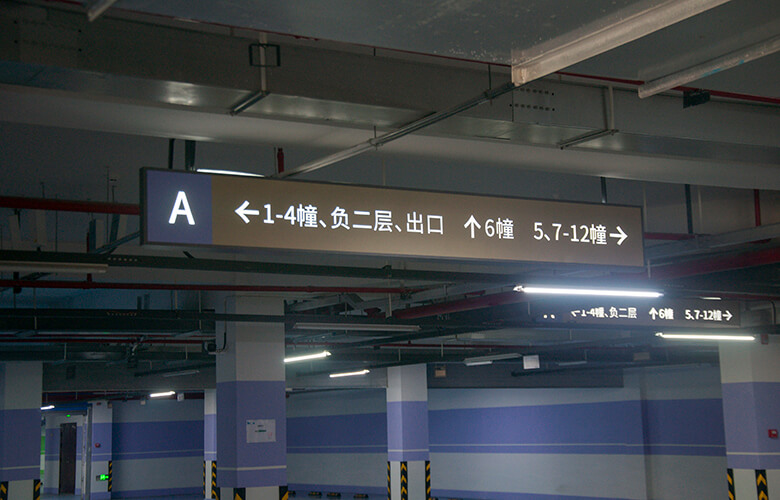 A ←1-4幢、负二层、出口 ↑6幢 5、7-12幢→
←1-4幢、负二层 ↑6幢 5、7-12幢→